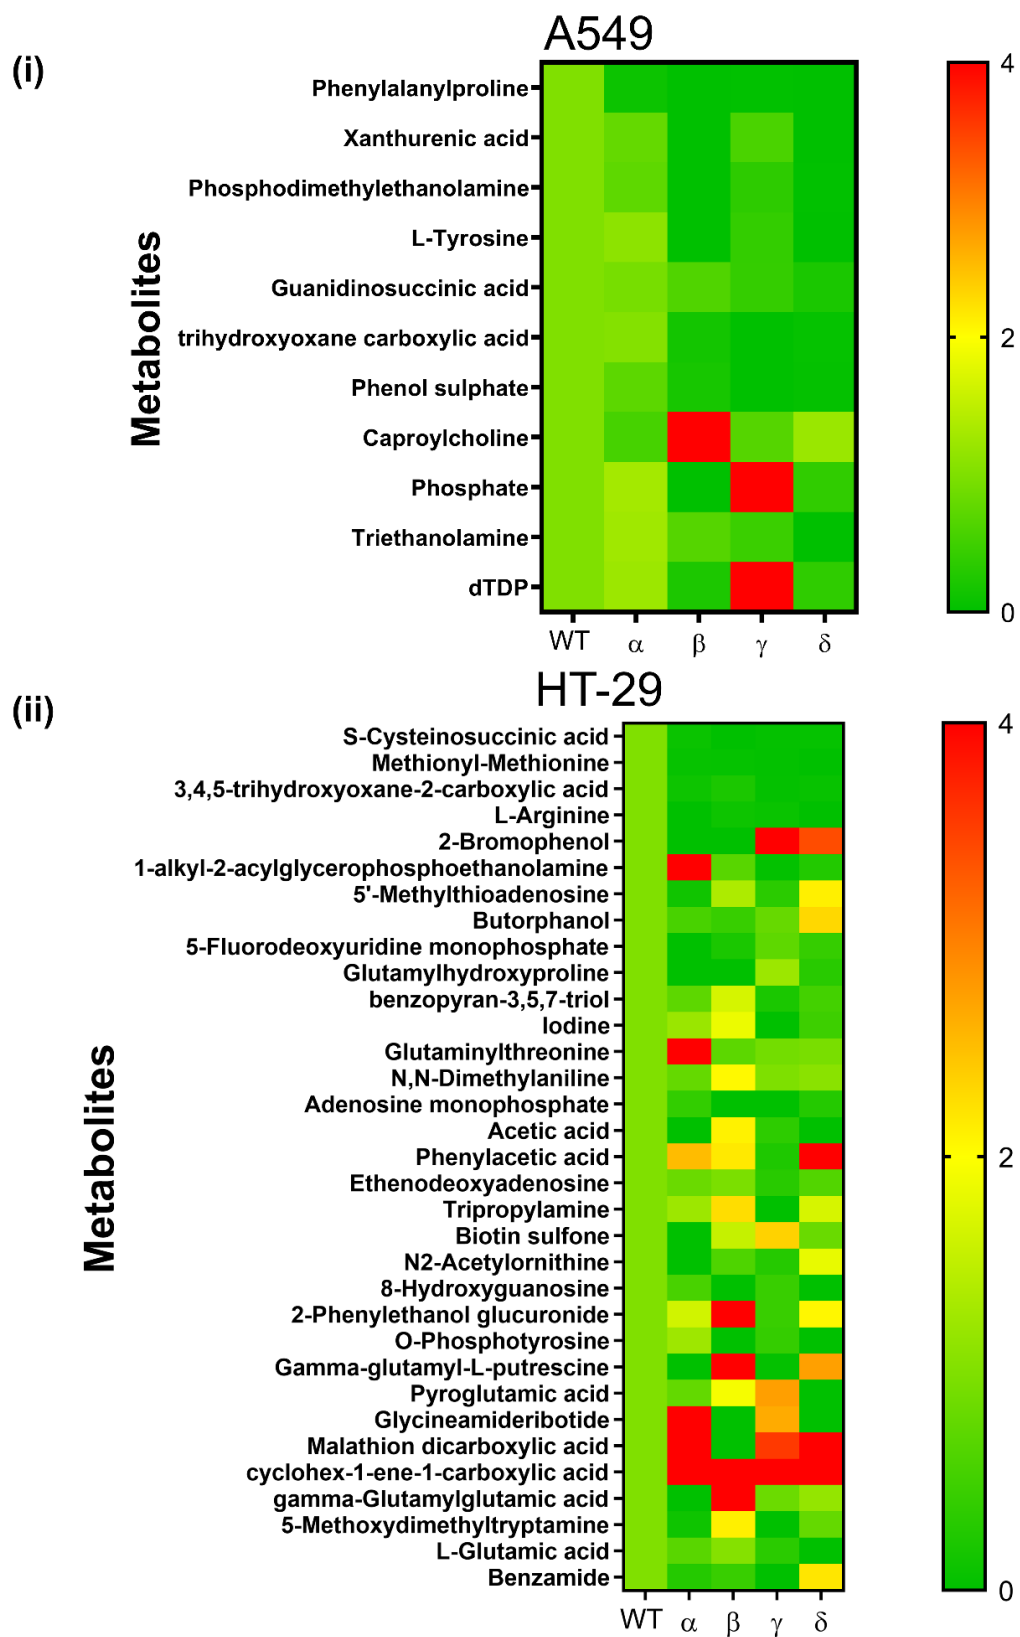 A549
(i)
4
Phenylalanylproline
Xanthurenic acid
Phosphodimethylethanolamine
L-Tyrosine
Guanidinosuccinic acid
trihydroxyoxane carboxylic acid
2
Phenol sulphate
Caproylcholine
Phosphate
Triethanolamine
dTDP
0
Metabolites
WT α β γ δ
HT-29
(ii)
4
S-Cysteinosuccinic acid
Methionyl-Methionine
3,4,5-trihydroxyoxane-2-carboxylic acid
L-Arginine
2-Bromophenol
1-alkyl-2-acylglycerophosphoethanolamine
5'-Methylthioadenosine
Butorphanol
5-Fluorodeoxyuridine monophosphate
Glutamylhydroxyproline
benzopyran-3,5,7-triol
Iodine
Glutaminylthreonine
N,N-Dimethylaniline
Adenosine monophosphate
Acetic acid
Phenylacetic acid
2
Ethenodeoxyadenosine
Tripropylamine
Biotin sulfone
N2-Acetylornithine
8-Hydroxyguanosine
2-Phenylethanol glucuronide
O-Phosphotyrosine
Gamma-glutamyl-L-putrescine
Pyroglutamic acid
Glycineamideribotide
Malathion dicarboxylic acid
cyclohex-1-ene-1-carboxylic acid
gamma-Glutamylglutamic acid
5-Methoxydimethyltryptamine
L-Glutamic acid
Benzamide
0
Metabolites
WT α β γ δ